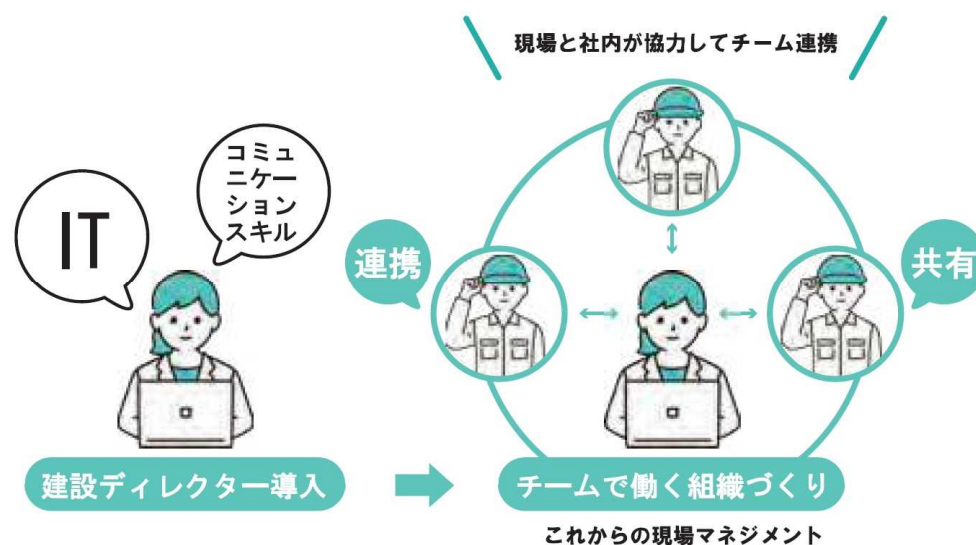 現場と社内が協力してチーム連携
IT
コミュ
ニケー
ション
スキル
連携
共有
建設ディレクター導入
チームで働く組織づくり
これからの現場マネジメント